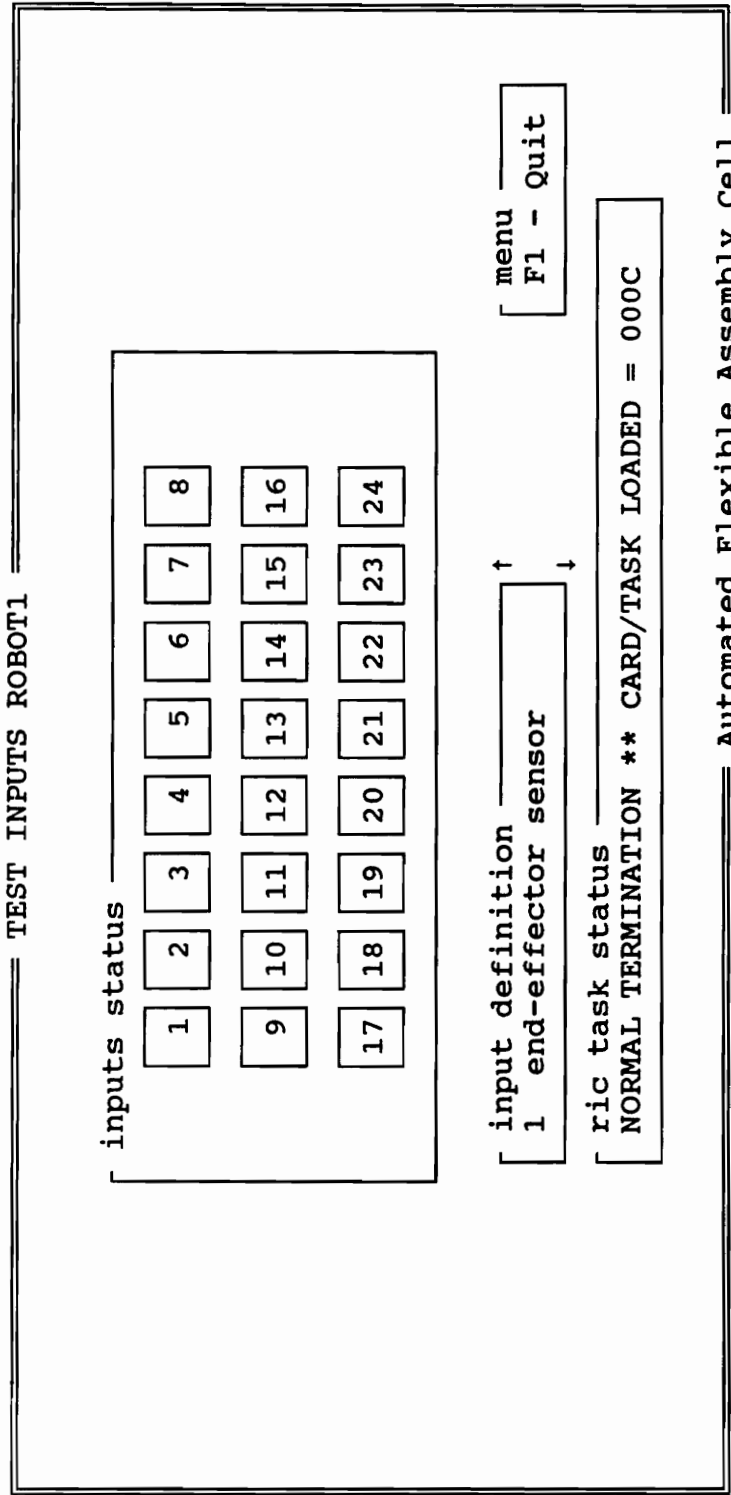 TEST INPUTS ROBOT1
inputs status
1 2 3 4 5 6 7 8
9 10 11 12 13 14 15 16
17 18 19 20 21 22 23 24
input definition
1 end-effector sensor
↑
↓
menu
F1 - Quit
ric task status
NORMAL TERMINATION ** CARD/TASK LOADED = 000C
Automated Flexible Assembly Cell